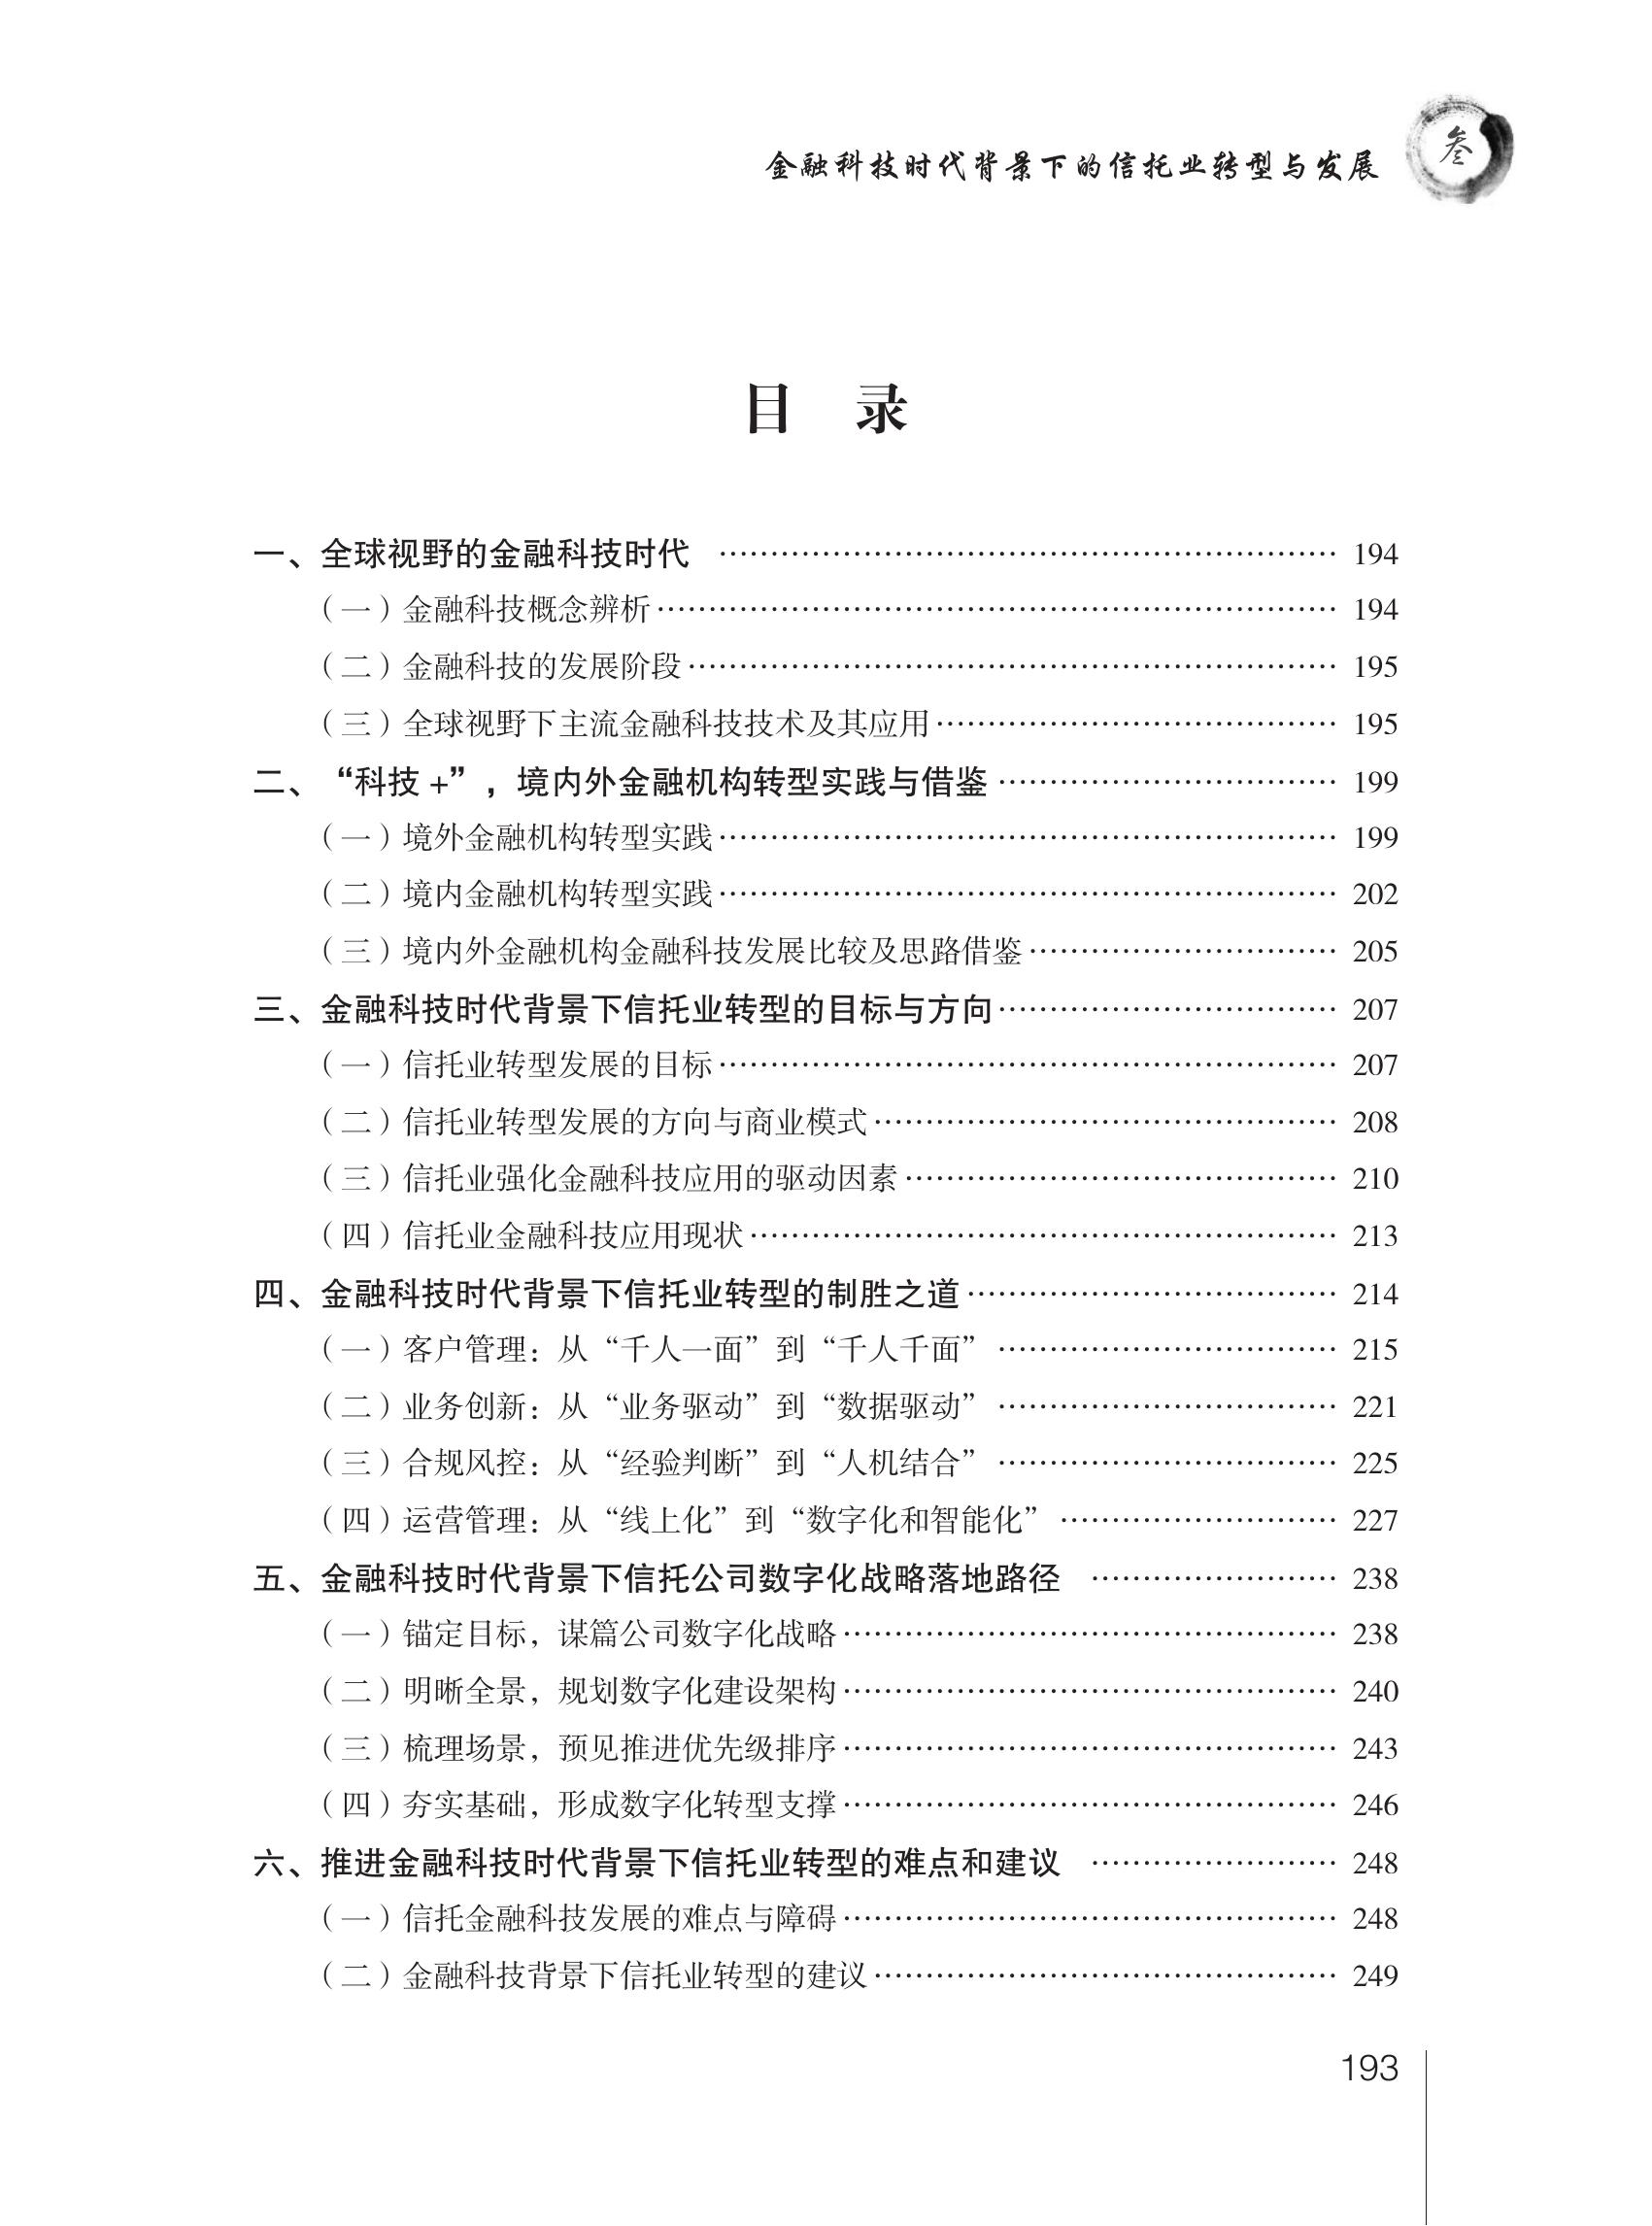 金融科技时代背景下的信托业转型与发展 叁
目 录
一、全球视野的金融科技时代 …………………………………………………… 194
（一）金融科技概念辨析………………………………………………………… 194
（二）金融科技的发展阶段……………………………………………………… 195
（三）全球视野下主流金融科技技术及其应用………………………………… 195
二、“科技 +”，境内外金融机构转型实践与借鉴 …………………………… 199
（一）境外金融机构转型实践…………………………………………………… 199
（二）境内金融机构转型实践…………………………………………………… 202
（三）境内外金融机构金融科技发展比较及思路借鉴………………………… 205
三、金融科技时代背景下信托业转型的目标与方向…………………………… 207
（一）信托业转型发展的目标…………………………………………………… 207
（二）信托业转型发展的方向与商业模式……………………………………… 208
（三）信托业强化金融科技应用的驱动因素…………………………………… 210
（四）信托业金融科技应用现状………………………………………………… 213
四、金融科技时代背景下信托业转型的制胜之道……………………………… 214
（一）客户管理：从“千人一面”到“千人千面” …………………………… 215
（二）业务创新：从“业务驱动”到“数据驱动” …………………………… 221
（三）合规风控：从“经验判断”到“人机结合” …………………………… 225
（四）运营管理：从“线上化”到“数字化和智能化” ……………………… 227
五、金融科技时代背景下信托公司数字化战略落地路径 …………………… 238
（一）锚定目标，谋篇公司数字化战略………………………………………… 238
（二）明晰全景，规划数字化建设架构………………………………………… 240
（三）梳理场景，预见推进优先级排序………………………………………… 243
（四）夯实基础，形成数字化转型支撑………………………………………… 246
六、推进金融科技时代背景下信托业转型的难点和建议 …………………… 248
（一）信托金融科技发展的难点与障碍………………………………………… 248
（二）金融科技背景下信托业转型的建议……………………………………… 249
193